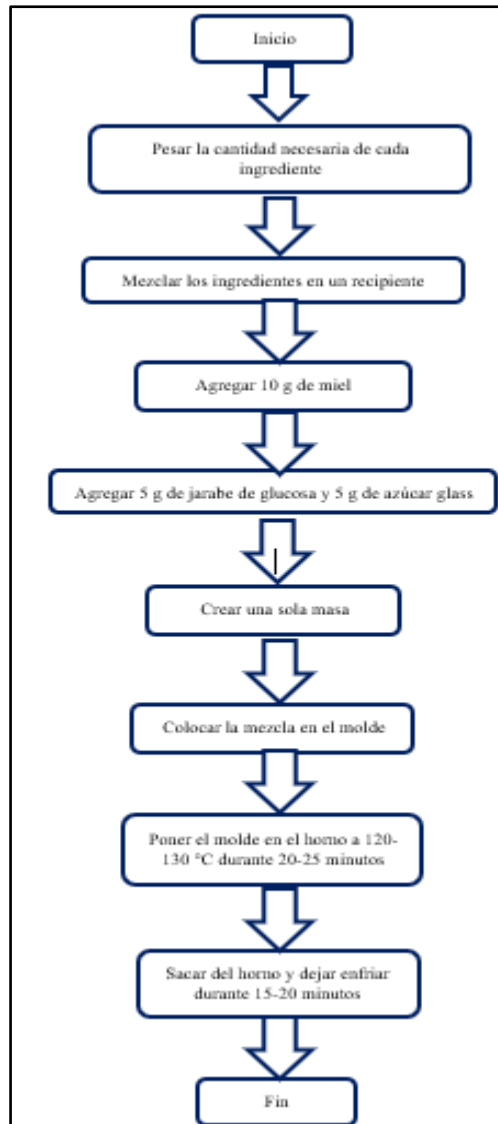 Inicio
Pesar la cantidad necesaria de cada
ingrediente
Mezclar los ingredientes en un recipiente
Agregar 10 g de miel
Agregar 5 g de jarabe de glucosa y 5 g de azúcar glass
Crear una sola masa
Colocar la mezcla en el molde
Poner el molde en el horno a 120-
130 °C durante 20-25 minutos
Sacar del horno y dejar enfriar
durante 15-20 minutos
Fin